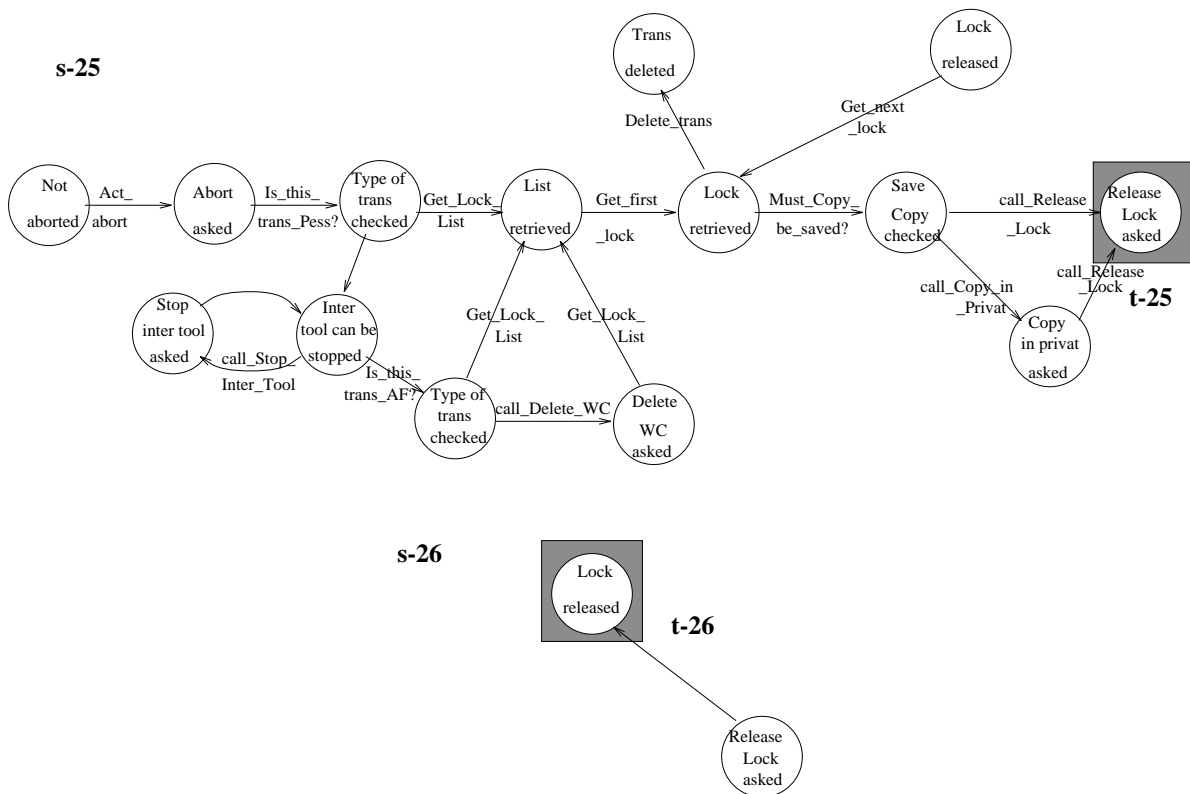 s-25
Trans
deleted
Lock
released
Delete_trans
Get_next
_lock
Not
aborted
Act_
abort
Abort
asked
Is_this_
trans_Pess?
Type of
trans
checked
Get_Lock_
List
List
retrieved
Get_first
_lock
Lock
retrieved
Must_Copy_
be_saved?
Save
Copy
checked
call_Release
_Lock
Release
Lock
asked
t-25
Stop
inter tool
asked
call_Stop_
Inter_Tool
Inter
tool can be
stopped
Is_this_
trans_AF?
Type of
trans
checked
Get_Lock_
List
Get_Lock_
List
call_Delete_WC
Delete
WC
asked
call_Copy_in
_Privat
Copy
in privat
asked
call_Release
_Lock
s-26
Lock
released
t-26
Release
Lock
asked